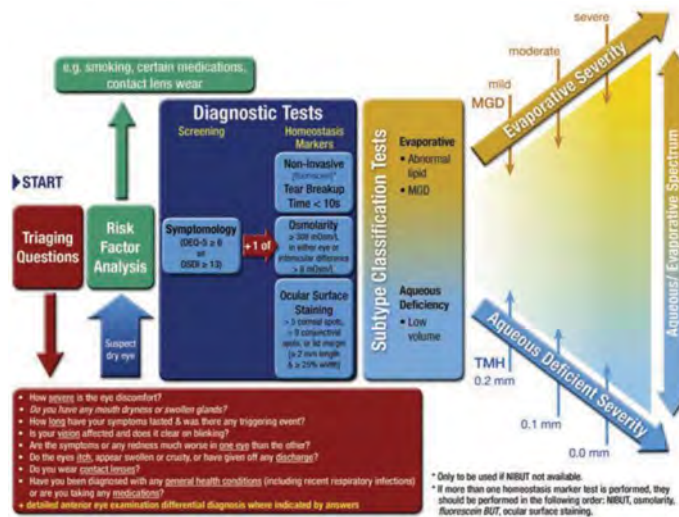 e.g. smoking, certain medications,
contact lens wear
START
Triaging
Questions
Risk
Factor
Analysis
Suspect
dry eye
Diagnostic Tests
Screening
Homeostasis
Markers
Symptomology
(DEQ-5 ≥ 6
or
OSDI ≥ 13)
+1 of
Non-Invasive
[fluorescein]*
Tear Breakup
Time < 10s
Osmolarity
≥ 308 mOsm/L
in either eye or
interocular difference
> 8 mOsm/L
Ocular Surface
Staining
> 5 corneal spots,
> 9 conjunctival
spots, or lid margin
[≥ 2 mm length
& ≥ 25% width]
Subtype Classification Tests
Evaporative
• Abnormal
lipid
• MGD
Aqueous
Deficiency
• Low
volume
severe
moderate
mild
MGD
Evaporative Severity
Aqueous/ Evaporative Spectrum
Aqueous Deficient Severity
TMH
0.2 mm
0.1 mm
0.0 mm
• How severe is the eye discomfort?
• Do you have any mouth dryness or swollen glands?
• How long have your symptoms lasted & was there any triggering event?
• Is your vision affected and does it clear on blinking?
• Are the symptoms or any redness much worse in one eye than the other?
• Do the eyes itch, appear swollen or crusty, or have given off any discharge?
• Do you wear contact lenses?
• Have you been diagnosed with any general health conditions (including recent respiratory infections)
or are you taking any medications?
+ detailed anterior eye examination differential diagnosis where indicated by answers
* Only to be used if NIBUT not available.
* If more than one homeostasis marker test is performed, they
should be performed in the following order: NIBUT, osmolarity,
fluorescein BUT, ocular surface staining.